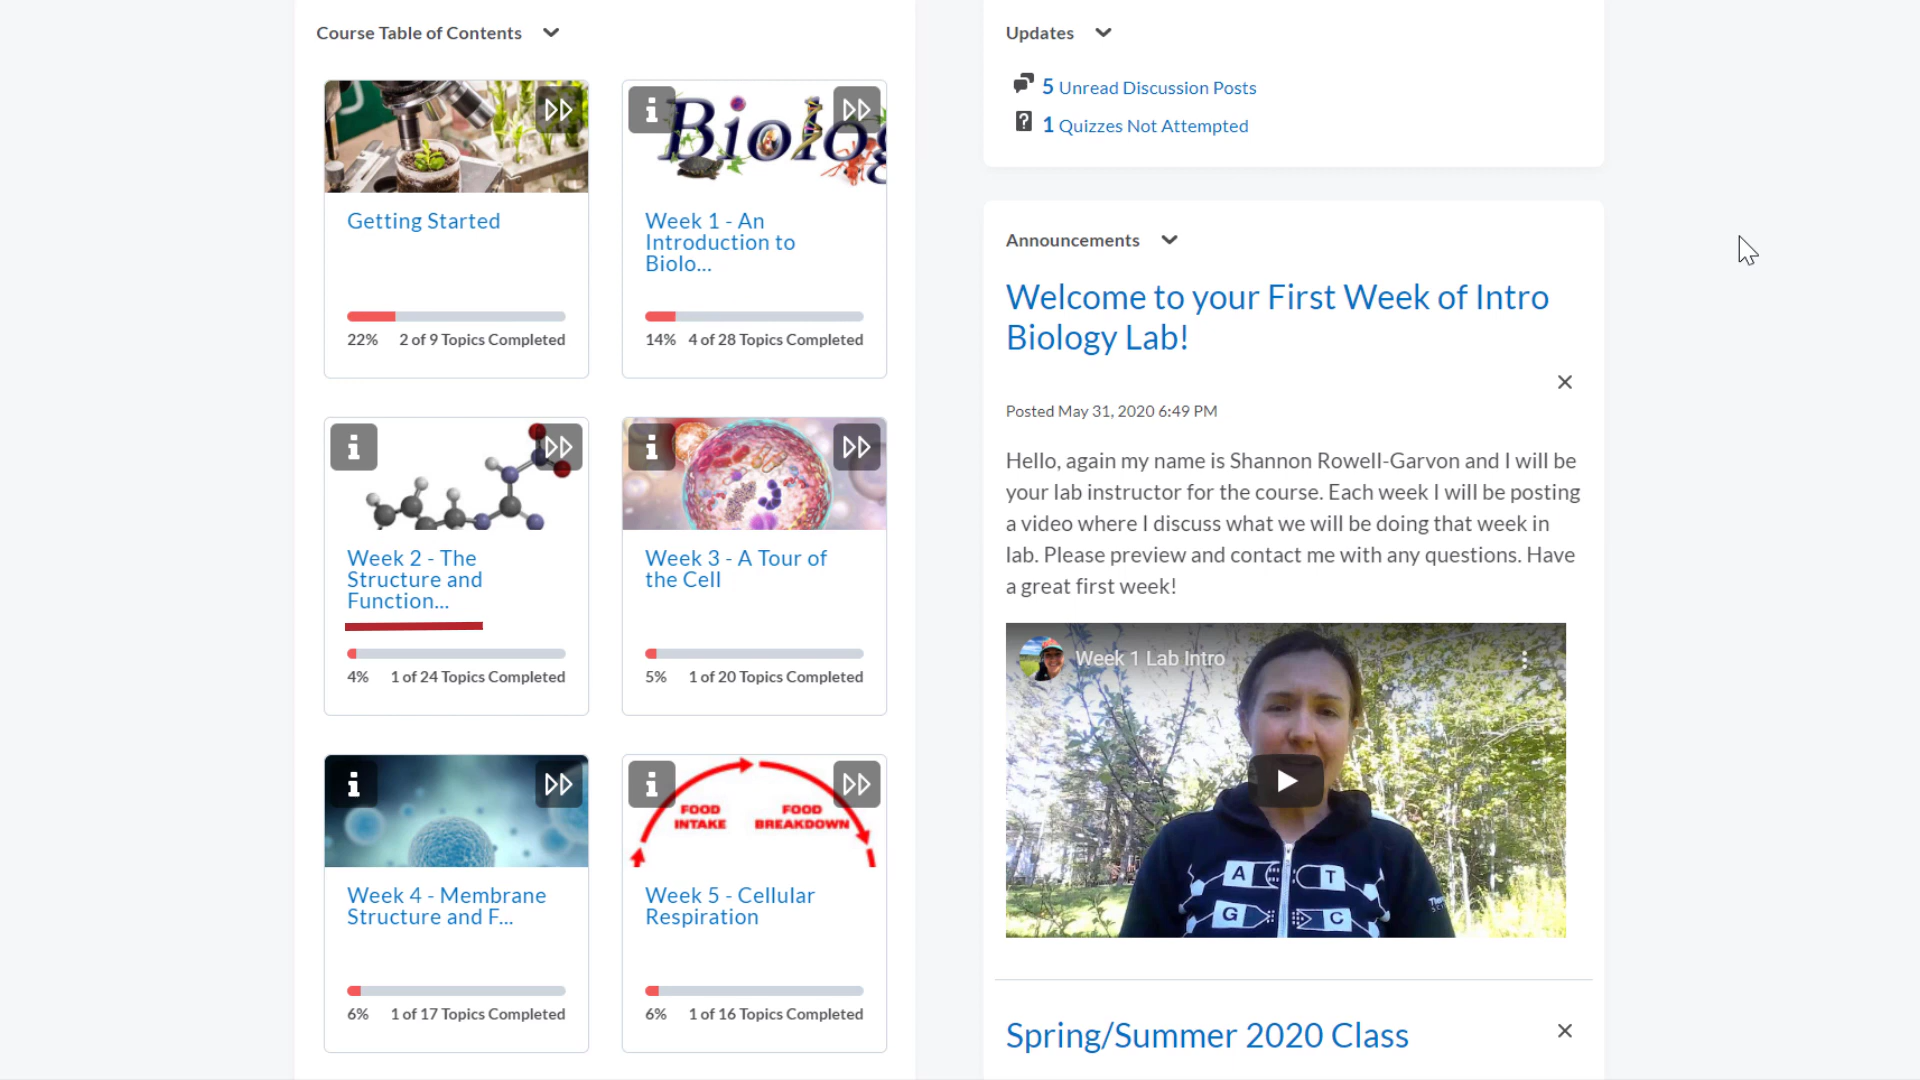 Course Table of Contents
Getting Started
22% 2 of 9 Topics Completed
Biolog
Week 1 - An
Introduction to
Biolo...
14% 4 of 28 Topics Completed
Week 2 - The
Structure and
Function...
4% 1 of 24 Topics Completed
Week 3 - A Tour of
the Cell
5% 1 of 20 Topics Completed
Week 4 - Membrane
Structure and F...
6% 1 of 17 Topics Completed
FOOD
INTAKE
FOOD
BREAKDOWN
Week 5 - Cellular
Respiration
6% 1 of 16 Topics Completed
Updates
5 Unread Discussion Posts
1 Quizzes Not Attempted
Announcements
Welcome to your First Week of Intro
Biology Lab!
Posted May 31, 2020 6:49 PM
Hello, again my name is Shannon Rowell-Garvon and I will be
your lab instructor for the course. Each week I will be posting
a video where I discuss what we will be doing that week in
lab. Please preview and contact me with any questions. Have
a great first week!
Week 1 Lab Intro
A T
G C
Spring/Summer 2020 Class